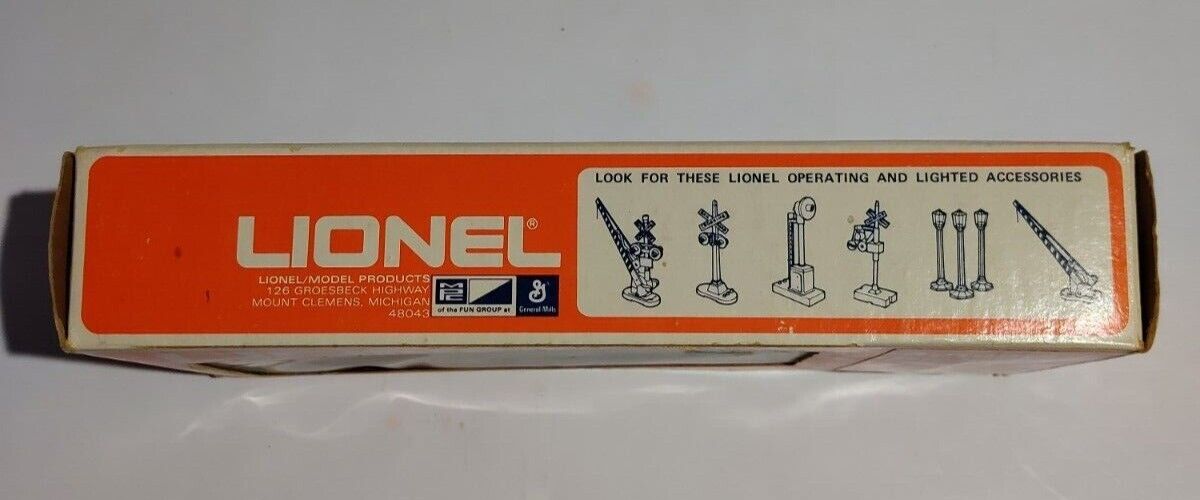 LIONEL®
LIONEL/MODEL PRODUCTS
126 GROESBECK HIGHWAY
MOUNT CLEMENS, MICHIGAN
48043
MPC
of the FUN GROUP at
G
General Mills
LOOK FOR THESE LIONEL OPERATING AND LIGHTED ACCESSORIES